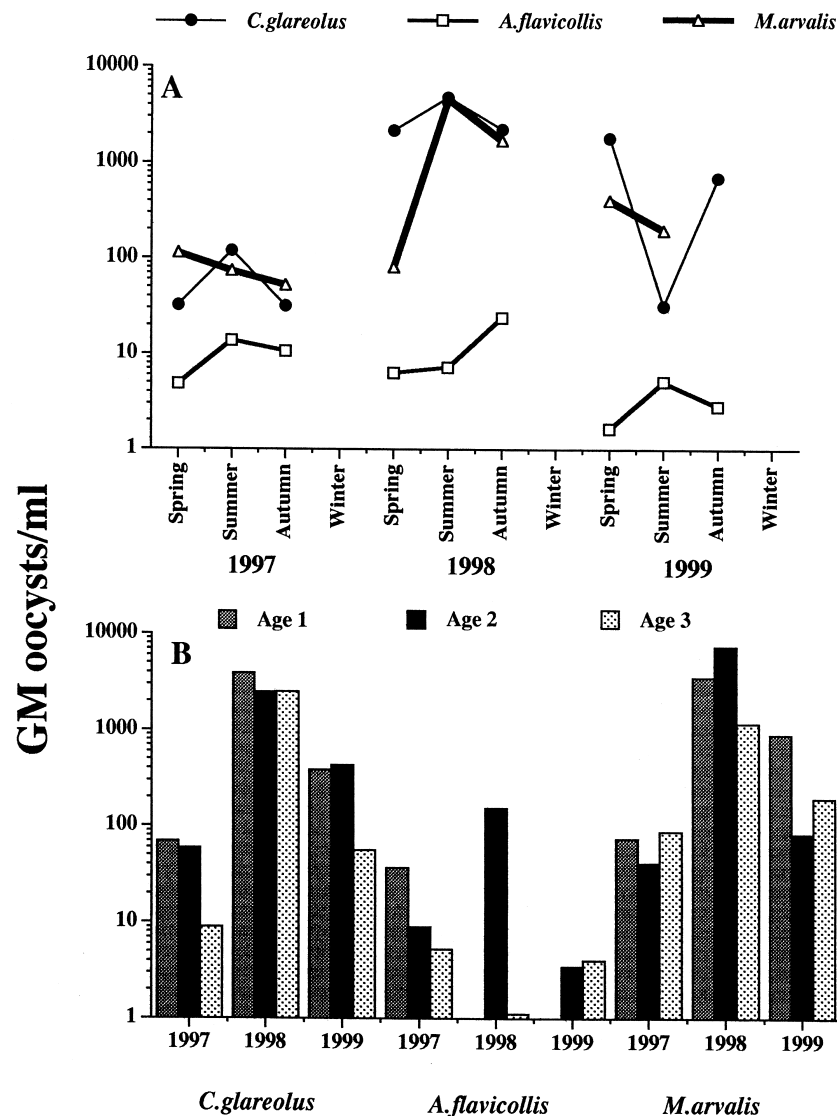 C.glareolus A.flavicollis M.arvalis
A
10000
1000
100
10
1
Spring Summer Autumn Winter Spring Summer Autumn Winter Spring Summer Autumn Winter
1997 1998 1999
GM oocysts/ml
Age 1 Age 2 Age 3
B
10000
1000
100
10
1
1997 1998 1999 1997 1998 1999 1997 1998 1999
C.glareolus A.flavicollis M.arvalis